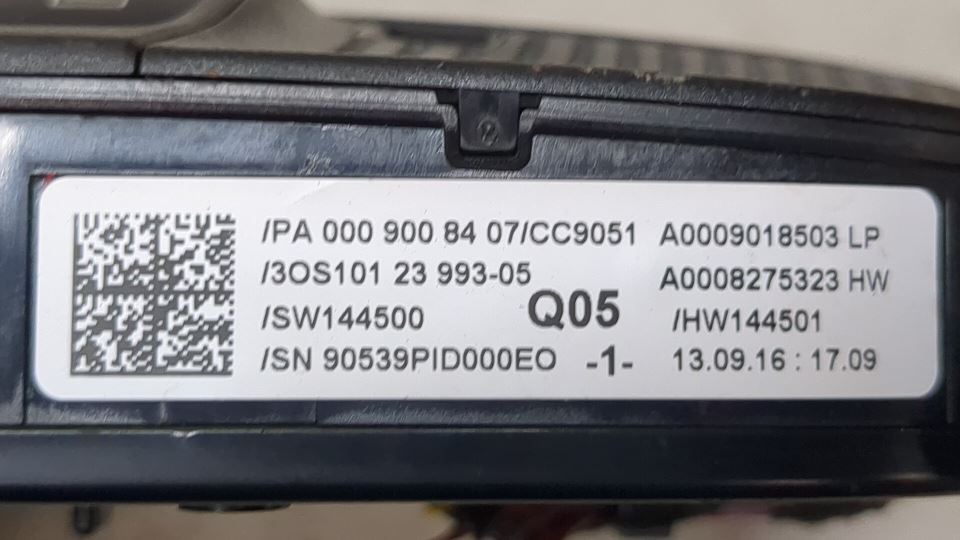 /PA 000 900 84 07/CC9051 A0009018503 LP
/3OS101 23 993-05 A0008275323 HW
/SW144500 Q05 /HW144501
/SN 90539PID000EO -1- 13.09.16 : 17.09